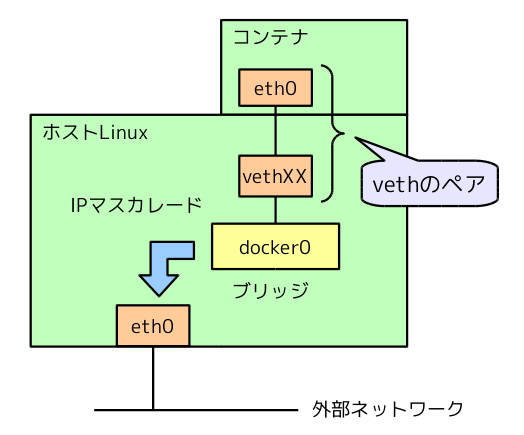 コンテナ
eth0
ホストLinux
vethXX
vethのペア
IPマスカレード
docker0
ブリッジ
eth0
外部ネットワーク